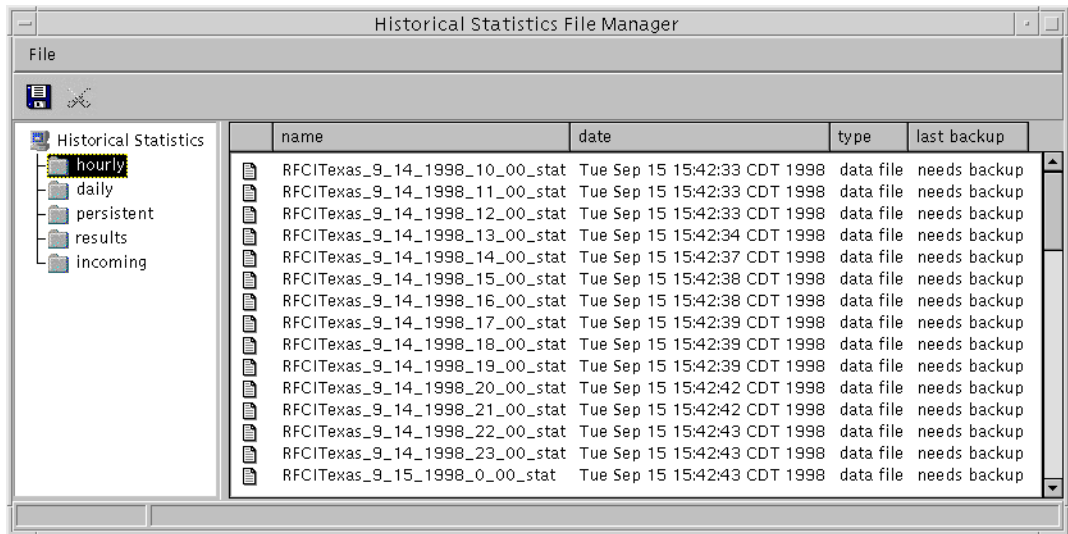 Historical Statistics File Manager
File
Historical Statistics
hourly
daily
persistent
results
incoming
name date type last backup
RFCITexas_9_14_1998_10_00_stat Tue Sep 15 15:42:33 CDT 1998 data file needs backup
RFCITexas_9_14_1998_11_00_stat Tue Sep 15 15:42:33 CDT 1998 data file needs backup
RFCITexas_9_14_1998_12_00_stat Tue Sep 15 15:42:33 CDT 1998 data file needs backup
RFCITexas_9_14_1998_13_00_stat Tue Sep 15 15:42:34 CDT 1998 data file needs backup
RFCITexas_9_14_1998_14_00_stat Tue Sep 15 15:42:37 CDT 1998 data file needs backup
RFCITexas_9_14_1998_15_00_stat Tue Sep 15 15:42:38 CDT 1998 data file needs backup
RFCITexas_9_14_1998_16_00_stat Tue Sep 15 15:42:38 CDT 1998 data file needs backup
RFCITexas_9_14_1998_17_00_stat Tue Sep 15 15:42:39 CDT 1998 data file needs backup
RFCITexas_9_14_1998_18_00_stat Tue Sep 15 15:42:39 CDT 1998 data file needs backup
RFCITexas_9_14_1998_19_00_stat Tue Sep 15 15:42:39 CDT 1998 data file needs backup
RFCITexas_9_14_1998_20_00_stat Tue Sep 15 15:42:42 CDT 1998 data file needs backup
RFCITexas_9_14_1998_21_00_stat Tue Sep 15 15:42:42 CDT 1998 data file needs backup
RFCITexas_9_14_1998_22_00_stat Tue Sep 15 15:42:43 CDT 1998 data file needs backup
RFCITexas_9_14_1998_23_00_stat Tue Sep 15 15:42:43 CDT 1998 data file needs backup
RFCITexas_9_15_1998_0_00_stat Tue Sep 15 15:42:43 CDT 1998 data file needs backup